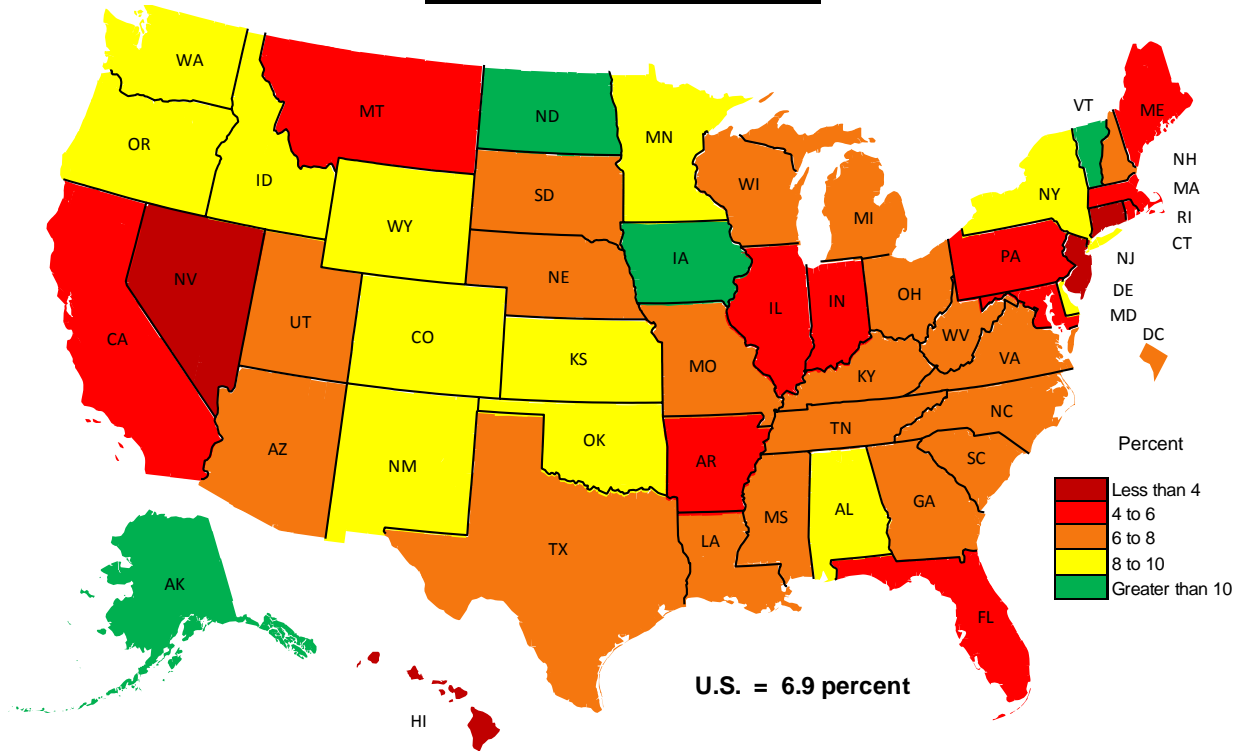 WA
MT
ND
MN
VT
ME
OR
ID
SD
WI
NY
NH
WY
MI
MA
RI
CT
NV
NE
IA
PA
NJ
UT
IL
IN
OH
DE
MD
CA
CO
KS
MO
WV
VA
DC
KY
AZ
NM
OK
AR
TN
NC
SC
TX
LA
MS
AL
GA
Percent
Less than 4
4 to 6
6 to 8
8 to 10
Greater than 10
AK
FL
HI
U.S. = 6.9 percent